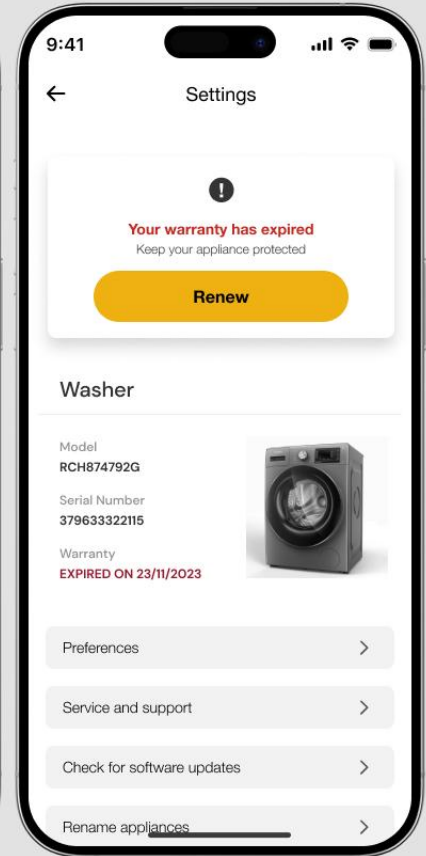 9:41
Settings
Your warranty has expired
Keep your appliance protected
Renew
Washer
Model
RCH874792G
Serial Number
379633322115
Warranty
EXPIRED ON 23/11/2023
Preferences
Service and support
Check for software updates
Rename appliances